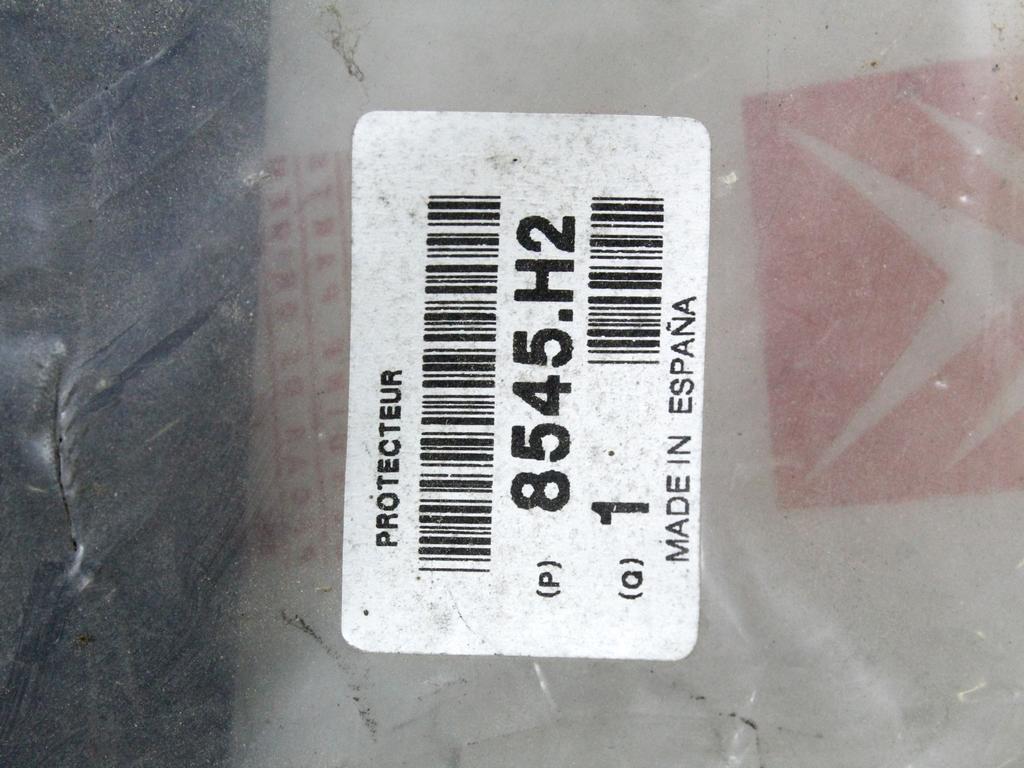 PROTECTEUR
(P) 8545.H2
(Q) 1
MADE IN ESPAÑA